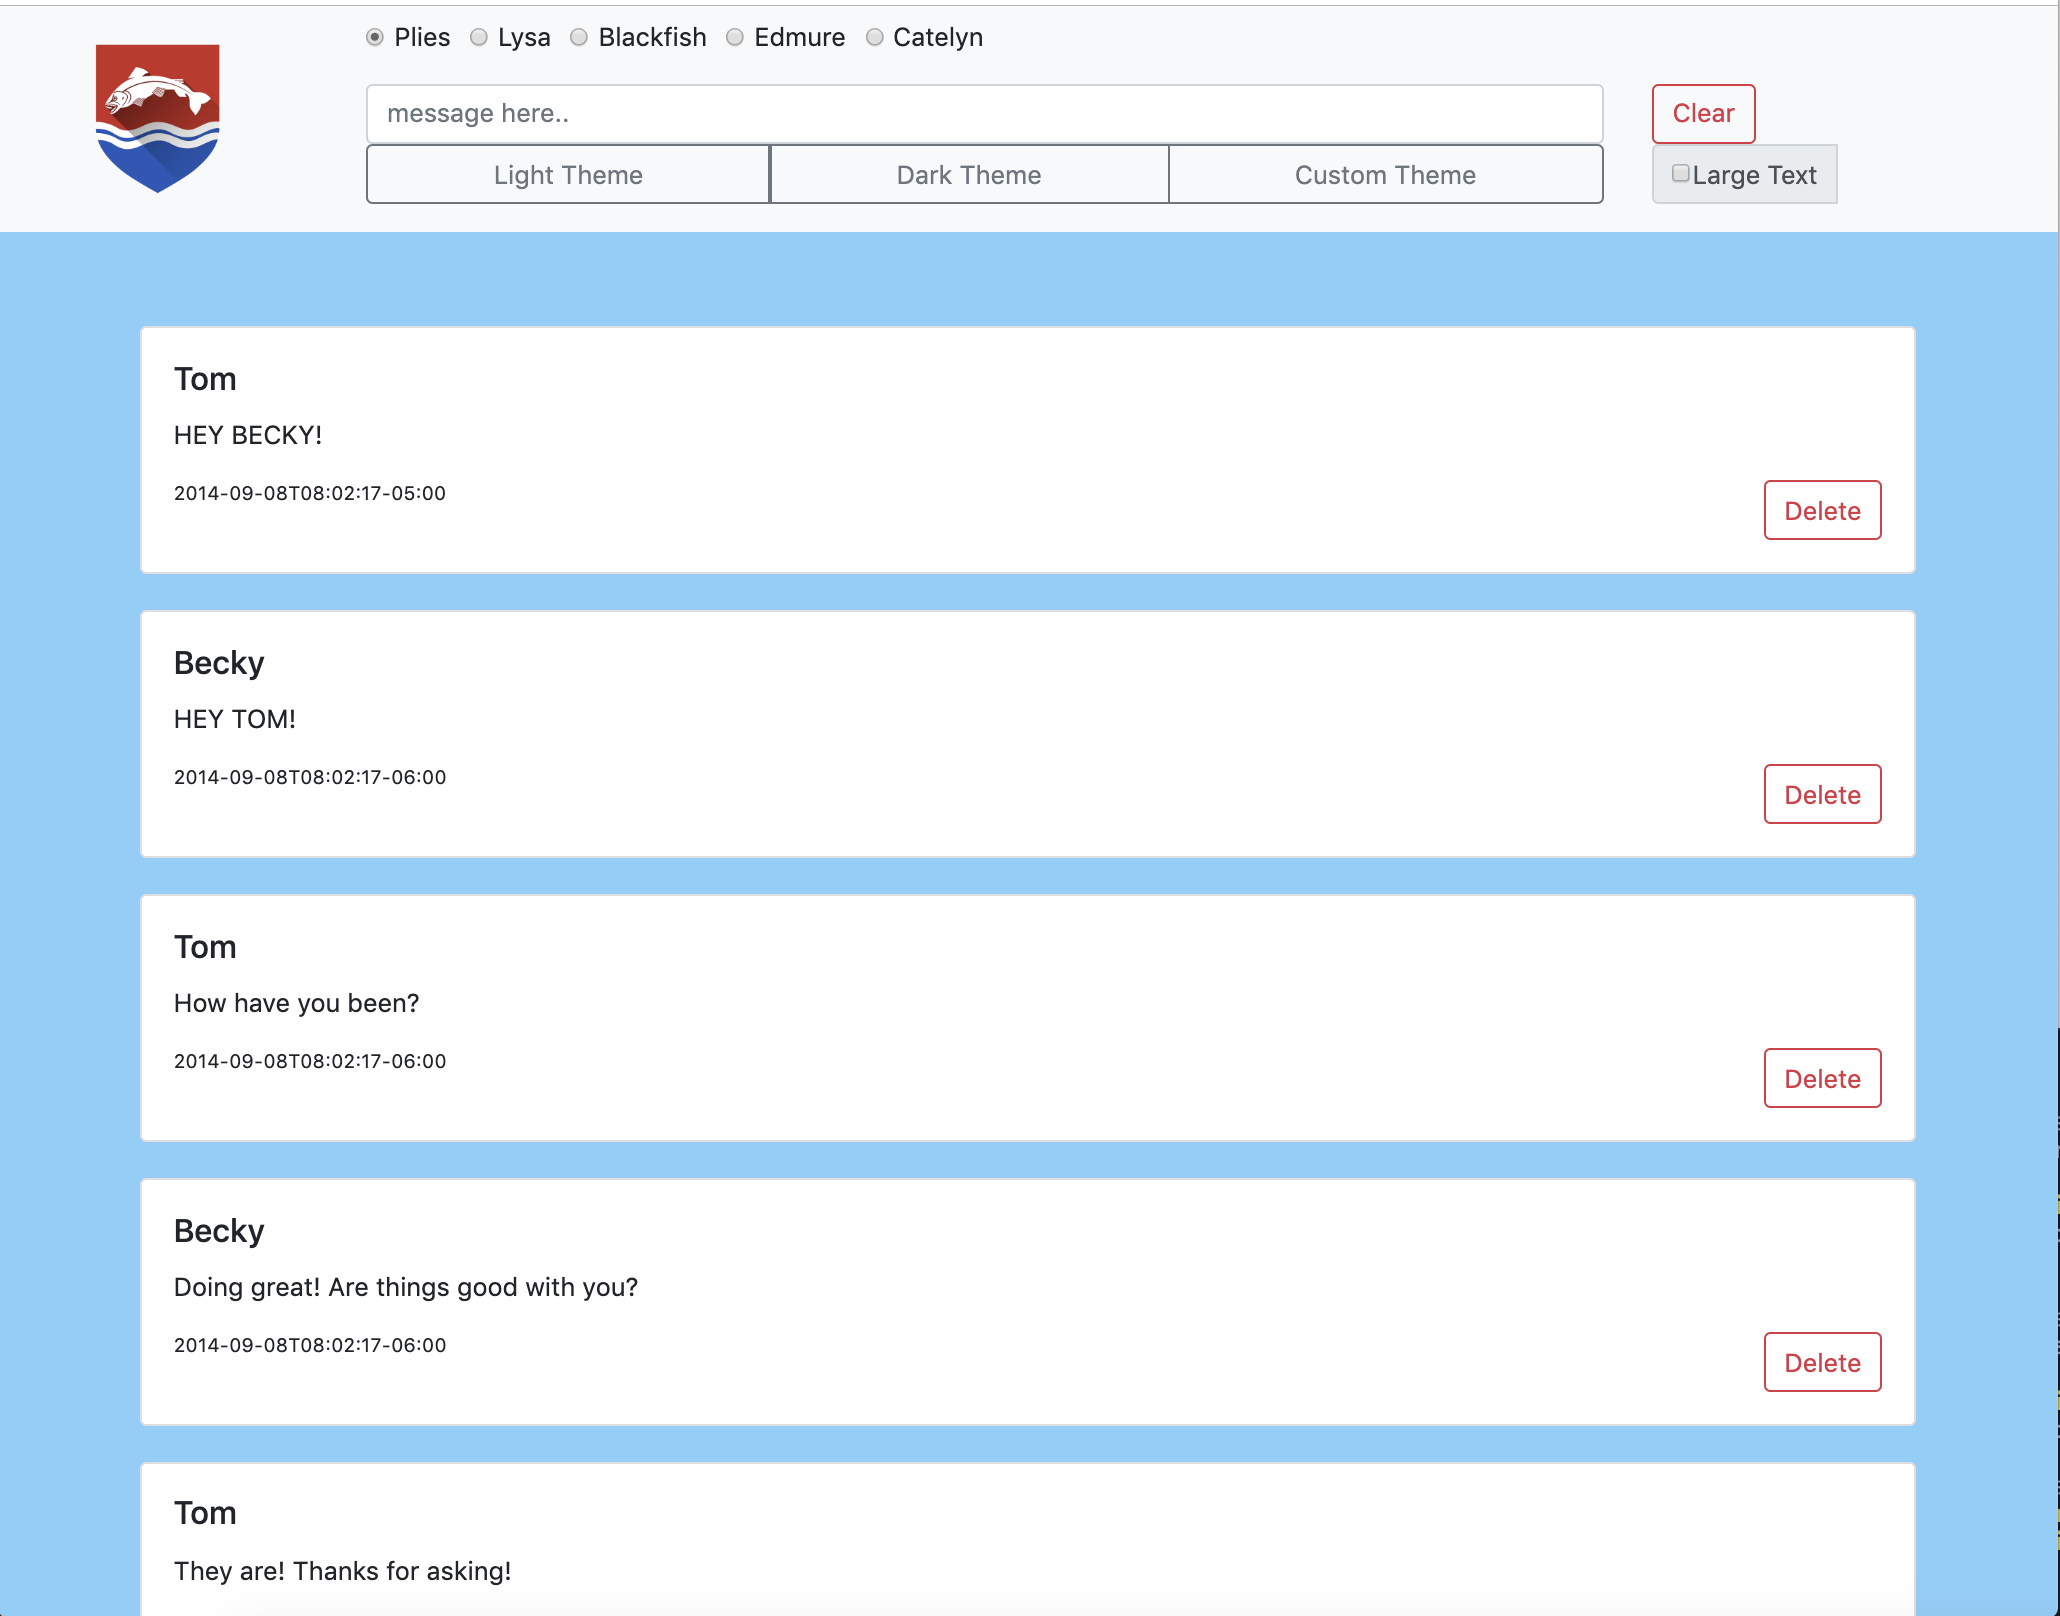 Plies Lysa Blackfish Edmure Catelyn
message here..
Clear
Light Theme Dark Theme Custom Theme
Large Text
Tom
HEY BECKY!
2014-09-08T08:02:17-05:00
Delete
Becky
HEY TOM!
2014-09-08T08:02:17-06:00
Delete
Tom
How have you been?
2014-09-08T08:02:17-06:00
Delete
Becky
Doing great! Are things good with you?
2014-09-08T08:02:17-06:00
Delete
Tom
They are! Thanks for asking!